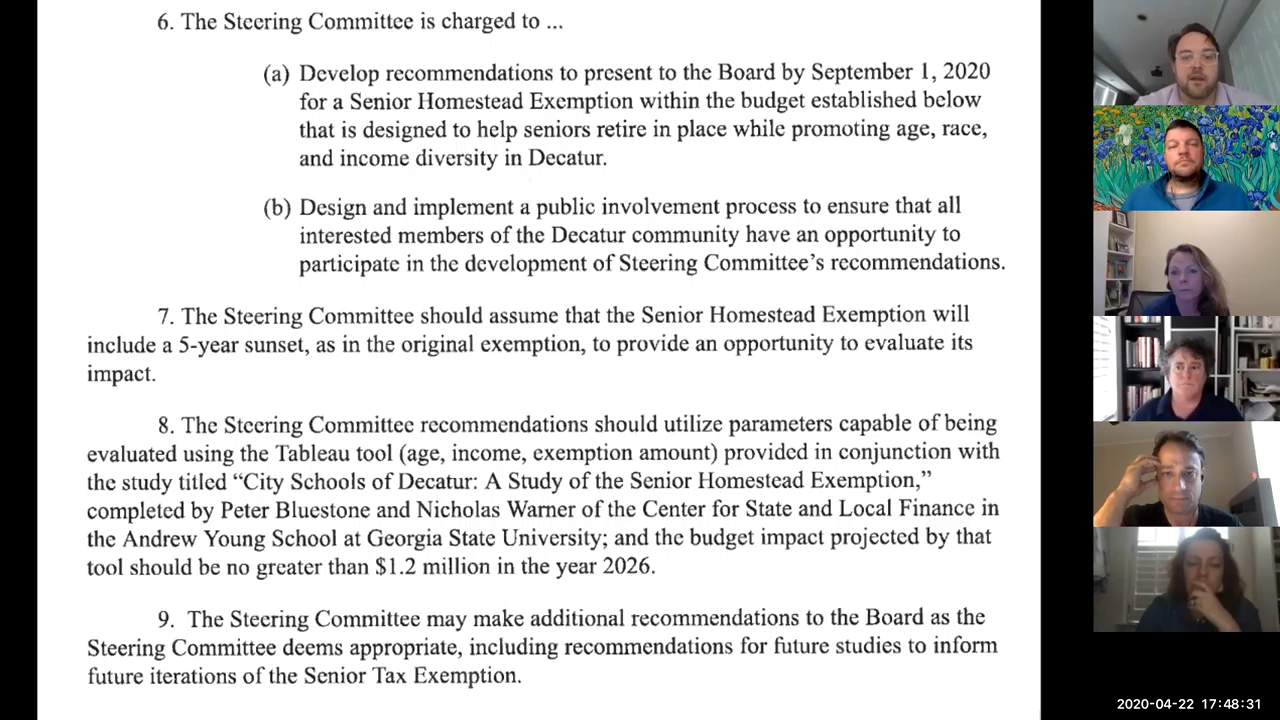 6. The Steering Committee is charged to ...
(a) Develop recommendations to present to the Board by September 1, 2020
for a Senior Homestead Exemption within the budget established below
that is designed to help seniors retire in place while promoting age, race,
and income diversity in Decatur.
(b) Design and implement a public involvement process to ensure that all
interested members of the Decatur community have an opportunity to
participate in the development of Steering Committee's recommendations.
7. The Steering Committee should assume that the Senior Homestead Exemption will
include a 5-year sunset, as in the original exemption, to provide an opportunity to evaluate its
impact.
8. The Steering Committee recommendations should utilize parameters capable of being
evaluated using the Tableau tool (age, income, exemption amount) provided in conjunction with
the study titled “City Schools of Decatur: A Study of the Senior Homestead Exemption,”
completed by Peter Bluestone and Nicholas Warner of the Center for State and Local Finance in
the Andrew Young School at Georgia State University; and the budget impact projected by that
tool should be no greater than $1.2 million in the year 2026.
9. The Steering Committee may make additional recommendations to the Board as the
Steering Committee deems appropriate, including recommendations for future studies to inform
future iterations of the Senior Tax Exemption.
2020-04-22 17:48:31